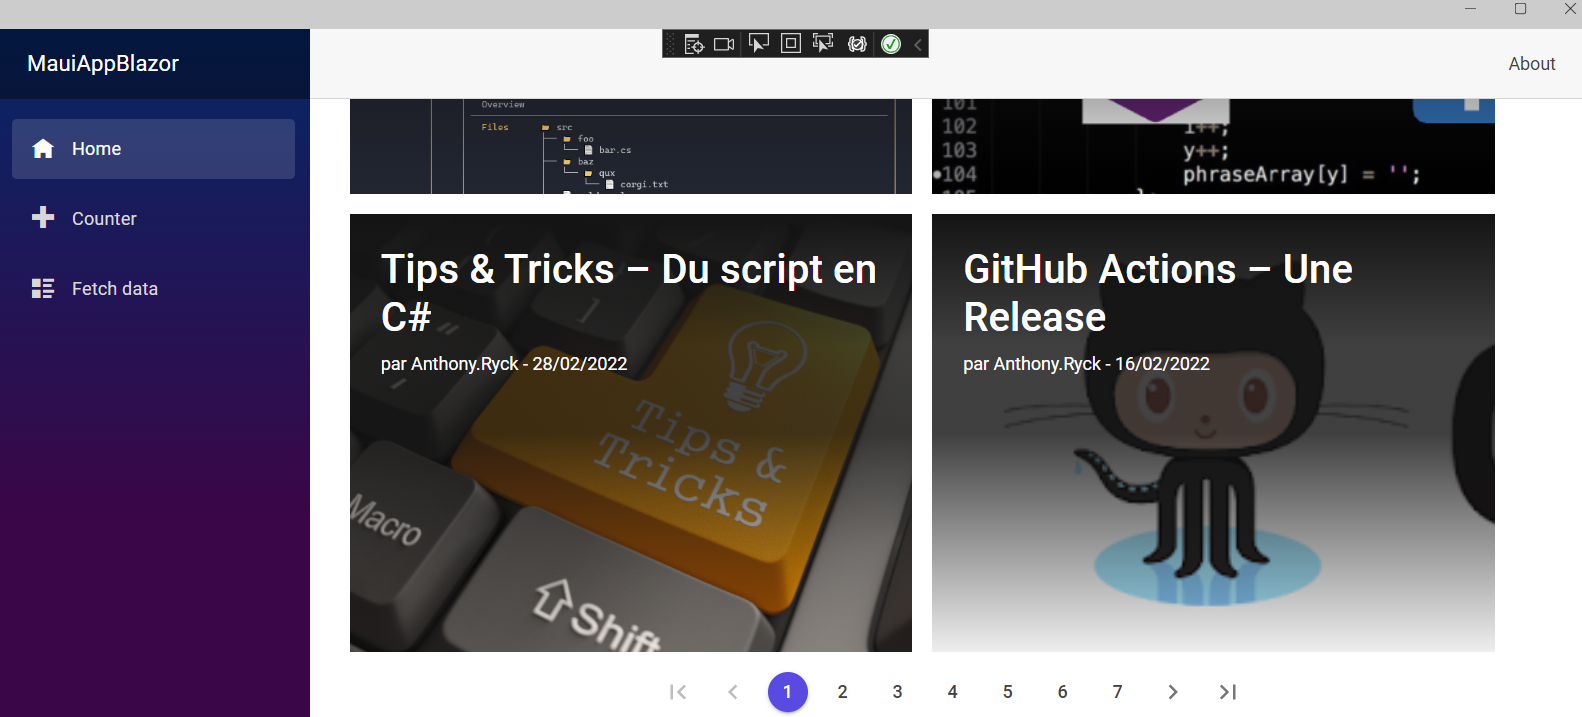 MauiAppBlazor
About
Home
Counter
Fetch data
Overview
Files
src
foo
bar.cs
baz
qux
corgi.txt
101
102
103
104
i++;
y++;
phraseArray[y] = '';
Tips & Tricks – Du script en
C#
par Anthony.Ryck - 28/02/2022
Tips &
Tricks
Macro
Shift
GitHub Actions – Une
Release
par Anthony.Ryck - 16/02/2022
1 2 3 4 5 6 7